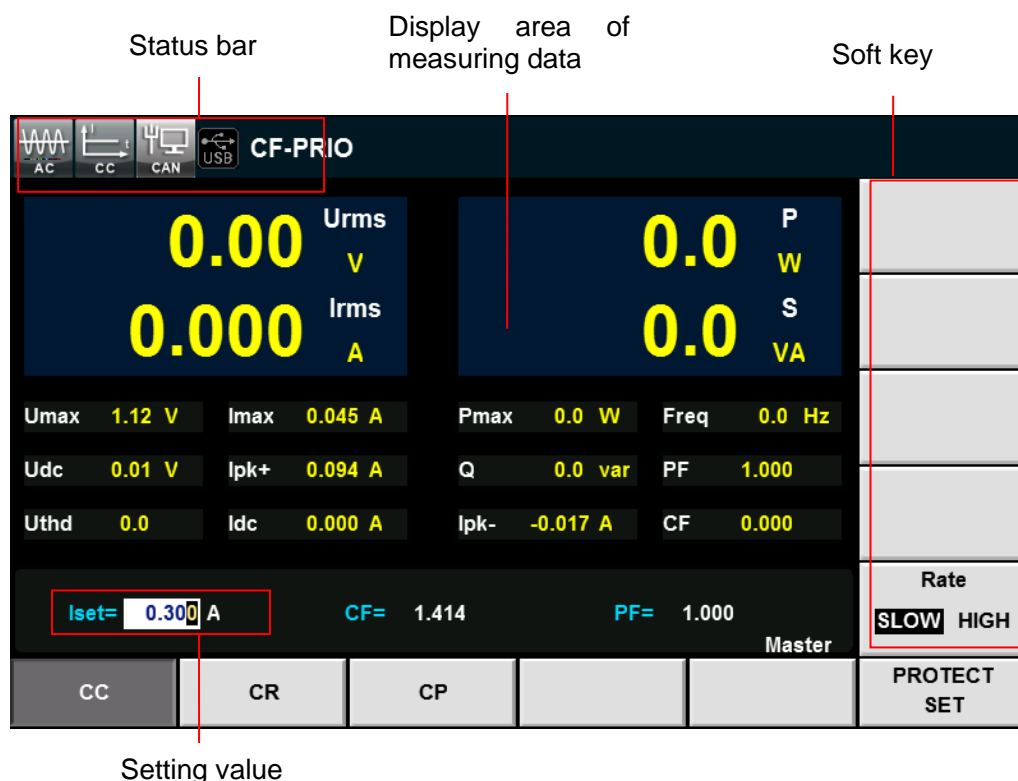 Status bar
Display area of
measuring data
Soft key
AC
CC
CAN
USB
CF-PRIO
0.00 Urms V
0.000 Irms A
0.0 P W
0.0 S VA
Umax 1.12 V Imax 0.045 A Pmax 0.0 W Freq 0.0 Hz
Udc 0.01 V Ipk+ 0.094 A Q 0.0 var PF 1.000
Uthd 0.0 Idc 0.000 A Ipk- -0.017 A CF 0.000
Iset= 0.300 A CF= 1.414 PF= 1.000
Master
Rate
SLOW HIGH
CC CR CP
PROTECT
SET
Setting value